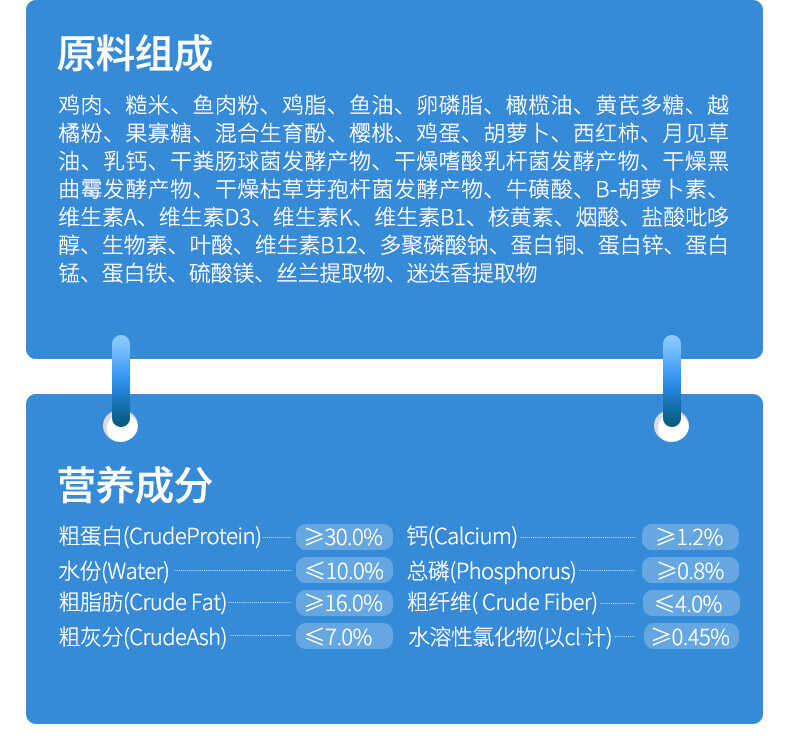 原料组成
鸡肉、糙米、鱼肉粉、鸡脂、鱼油、卵磷脂、橄榄油、黄芪多糖、越
橘粉、果寡糖、混合生育酚、樱桃、鸡蛋、胡萝卜、西红柿、月见草
油、乳钙、干粪肠球菌发酵产物、干燥嗜酸乳杆菌发酵产物、干燥黑
曲霉发酵产物、干燥枯草芽孢杆菌发酵产物、牛磺酸、B-胡萝卜素、
维生素A、维生素D3、维生素K、维生素B1、核黄素、烟酸、盐酸吡哆
醇、生物素、叶酸、维生素B12、多聚磷酸钠、蛋白铜、蛋白锌、蛋白
锰、蛋白铁、硫酸镁、丝兰提取物、迷迭香提取物
营养成分
粗蛋白(CrudeProtein) ⩾30.0% 钙(Calcium) ⩾1.2%
水份(Water) ⩽10.0% 总磷(Phosphorus) ⩾0.8%
粗脂肪(Crude Fat) ⩾16.0% 粗纤维( Crude Fiber) ⩽4.0%
粗灰分(CrudeAsh) ⩽7.0% 水溶性氯化物(以cl⁻计) ⩾0.45%